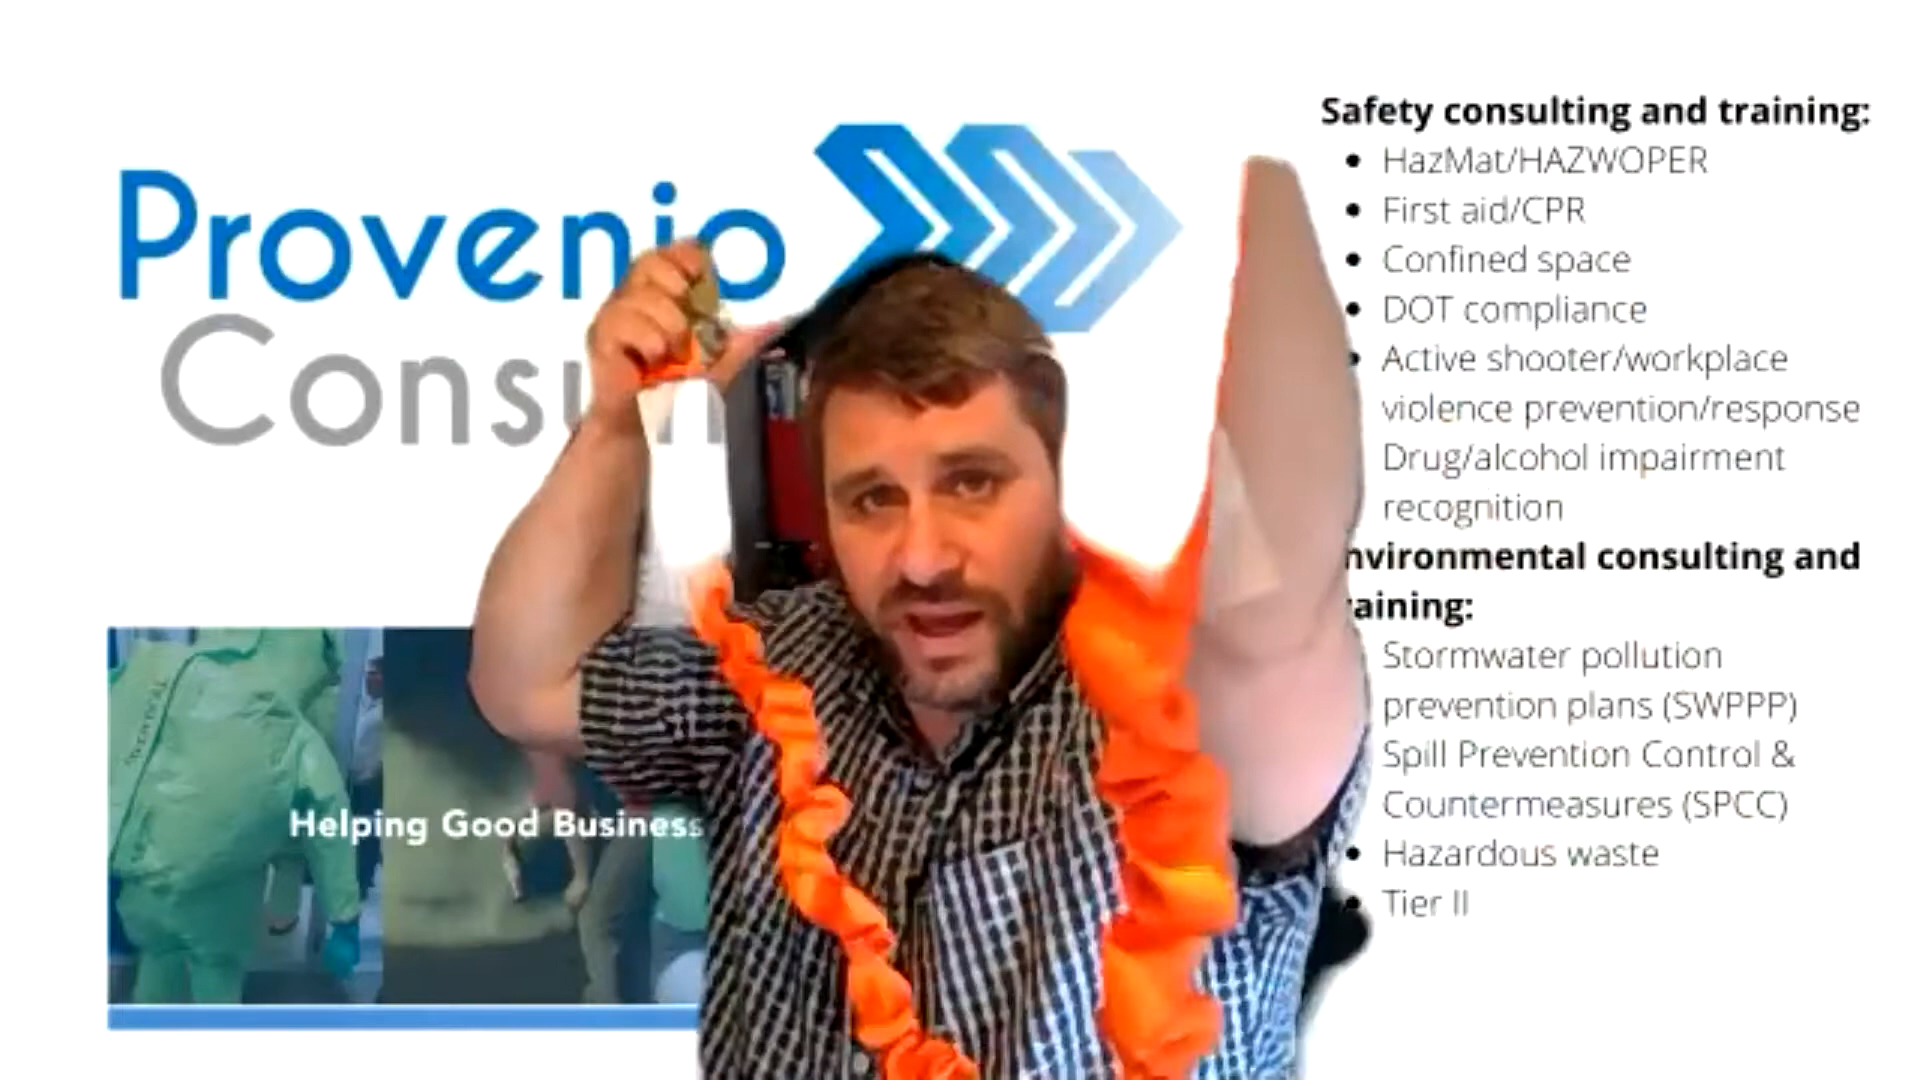 Provenio
Consu
Helping Good Business
Safety consulting and training:
• HazMat/HAZWOPER
• First aid/CPR
• Confined space
• DOT compliance
• Active shooter/workplace
violence prevention/response
Drug/alcohol impairment
recognition
nvironmental consulting and
aining:
Stormwater pollution
prevention plans (SWPPP)
Spill Prevention Control &
Countermeasures (SPCC)
• Hazardous waste
• Tier II